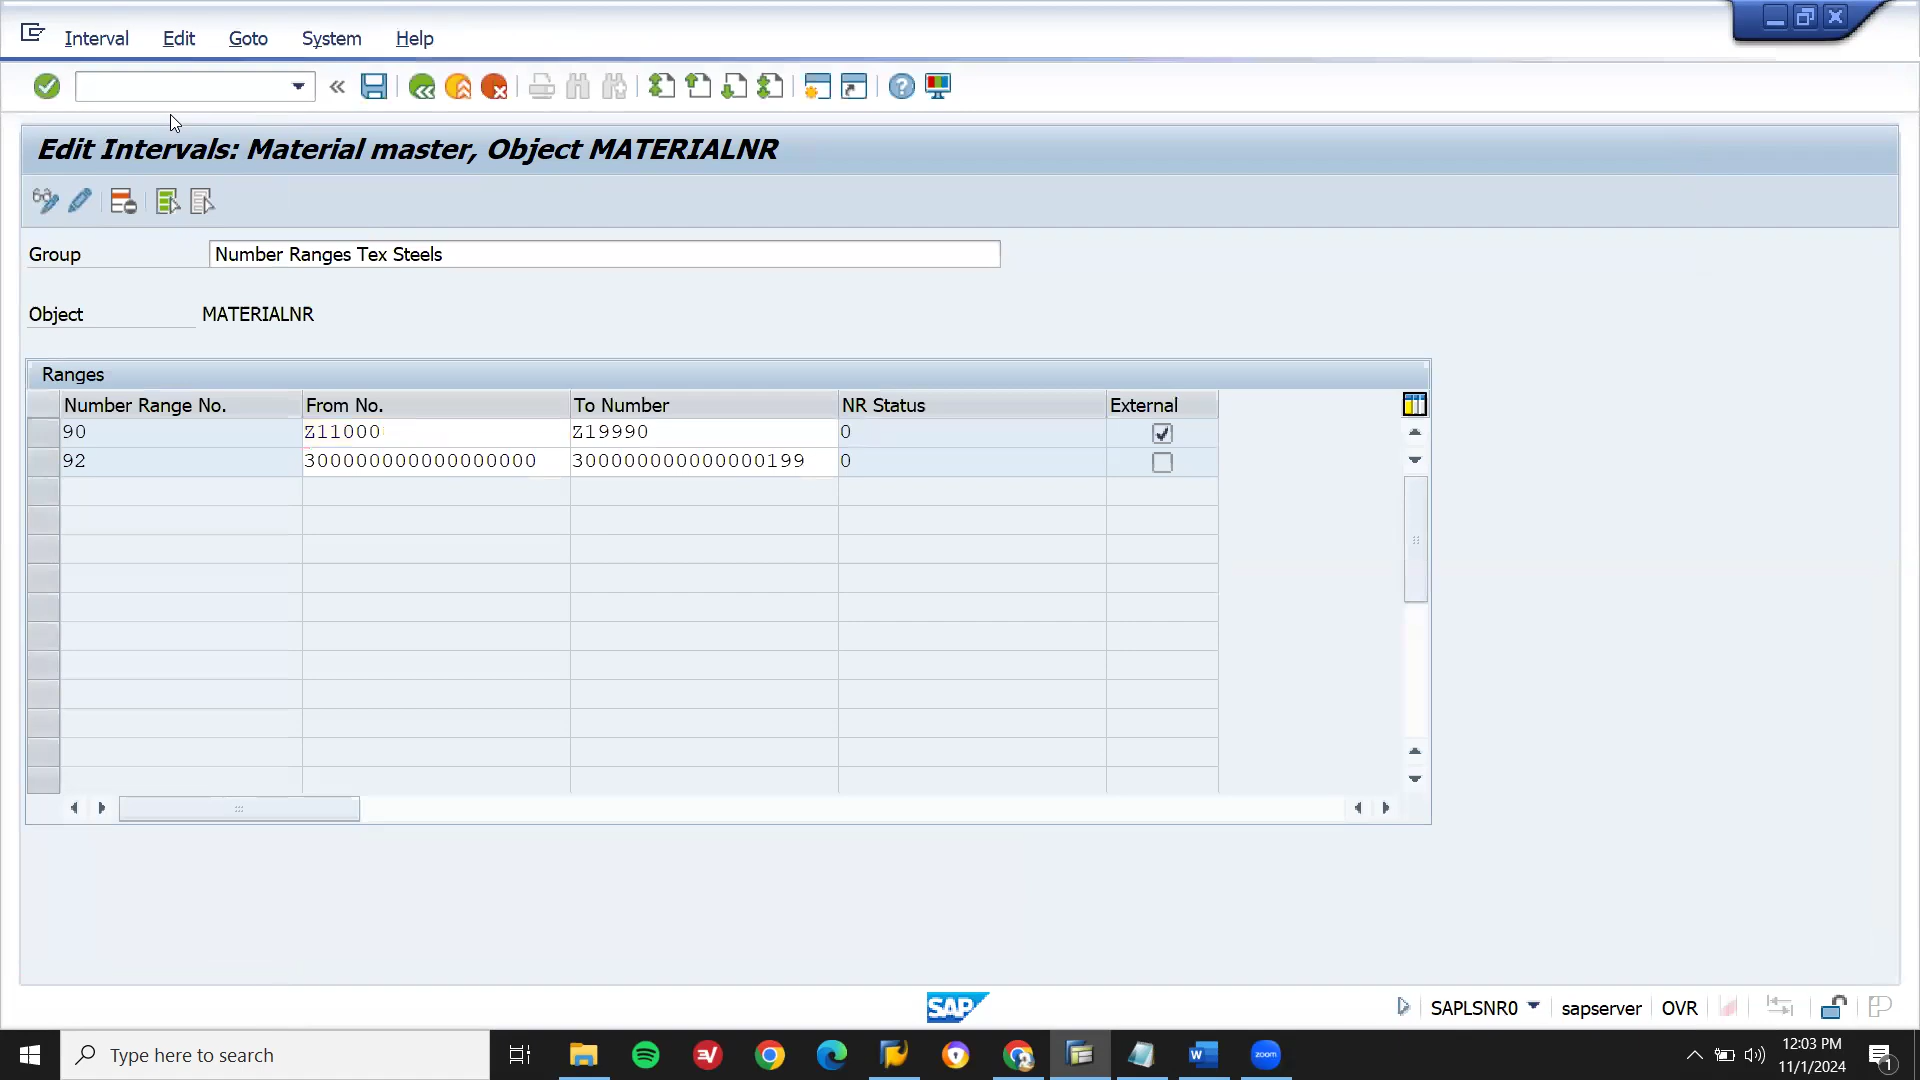 Interval Edit Goto System Help
Edit Intervals: Material master, Object MATERIALNR
Group Number Ranges Tex Steels
Object MATERIALNR
Ranges
Number Range No. From No. To Number NR Status External
90 Z11000 Z19990 0
92 300000000000000000 300000000000000199 0
SAP
SAPLSNR0 sapserver OVR
Type here to search
W
zoom
12:03 PM
11/1/2024
1